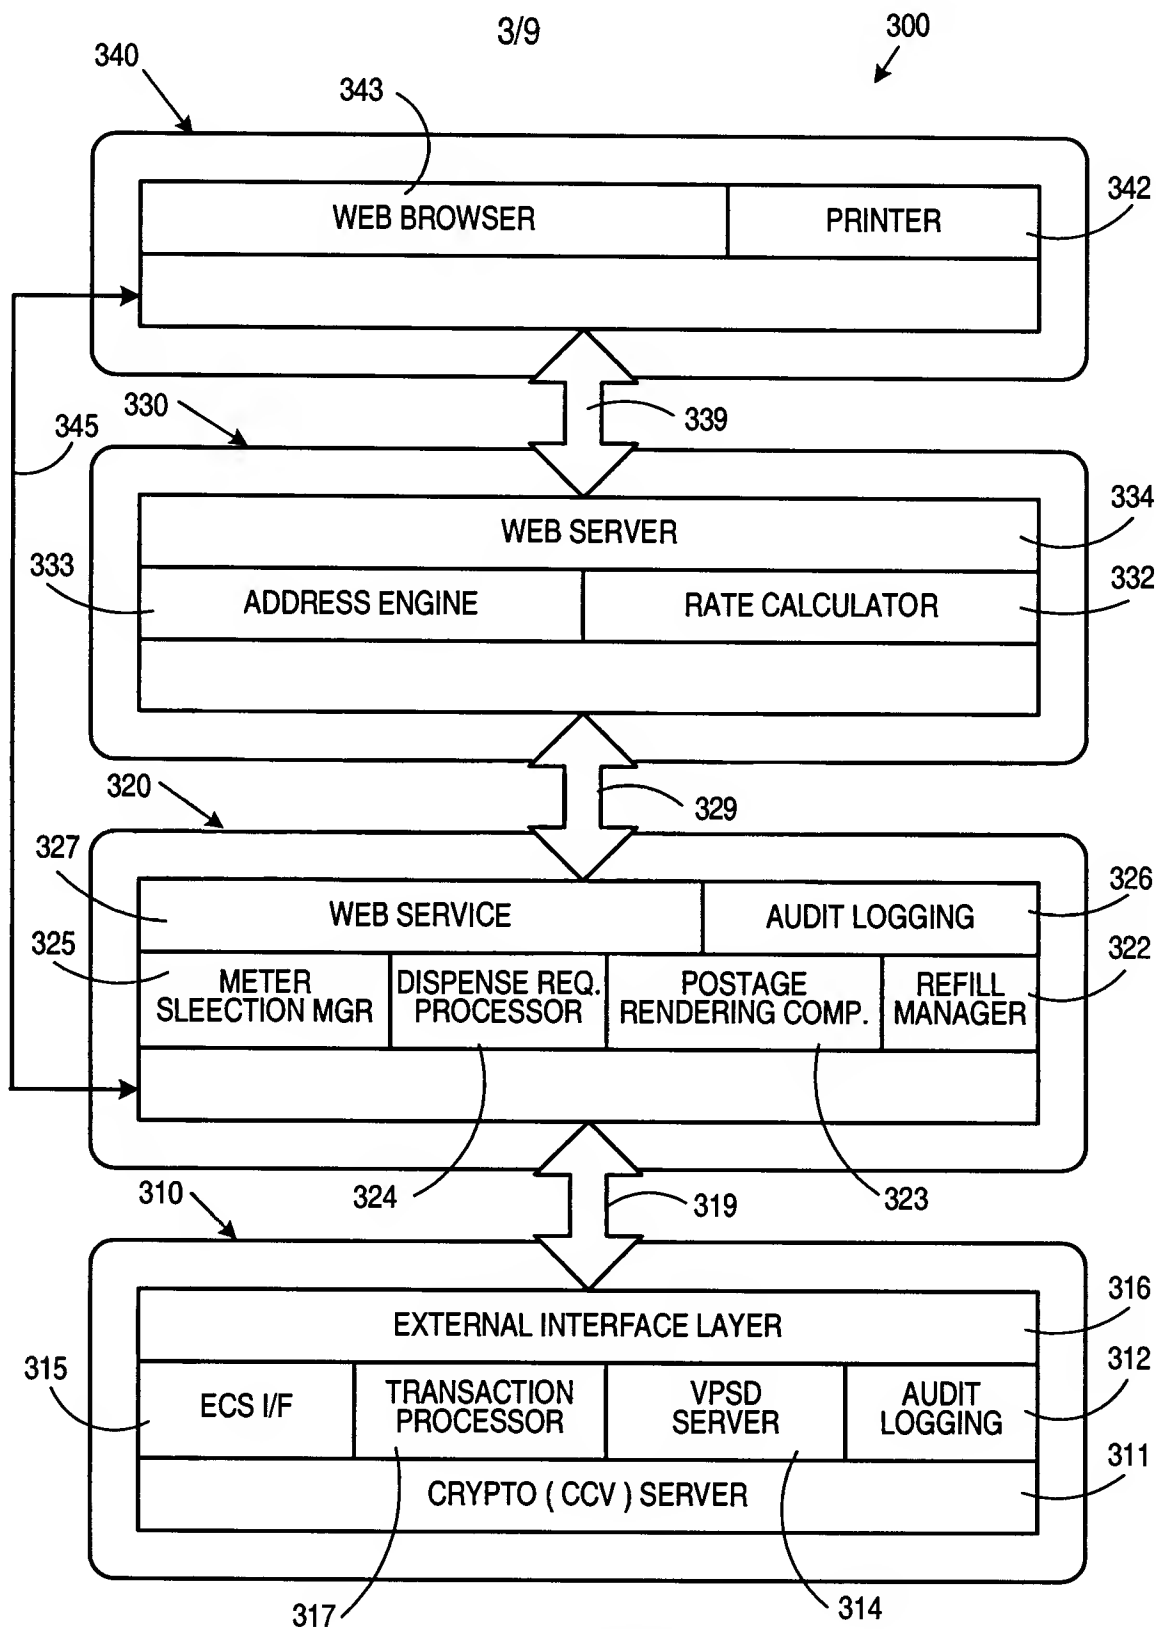 3/9
300
340
343
WEB BROWSER
PRINTER
342
330
339
345
WEB SERVER
334
333
ADDRESS ENGINE
RATE CALCULATOR
332
320
329
327
WEB SERVICE
AUDIT LOGGING
326
325
METER
SLEECTION MGR
DISPENSE REQ.
PROCESSOR
POSTAGE
RENDERING COMP.
REFILL
MANAGER
322
324
323
310
319
EXTERNAL INTERFACE LAYER
316
315
ECS I/F
TRANSACTION
PROCESSOR
VPSD
SERVER
AUDIT
LOGGING
312
CRYPTO ( CCV ) SERVER
311
317
314